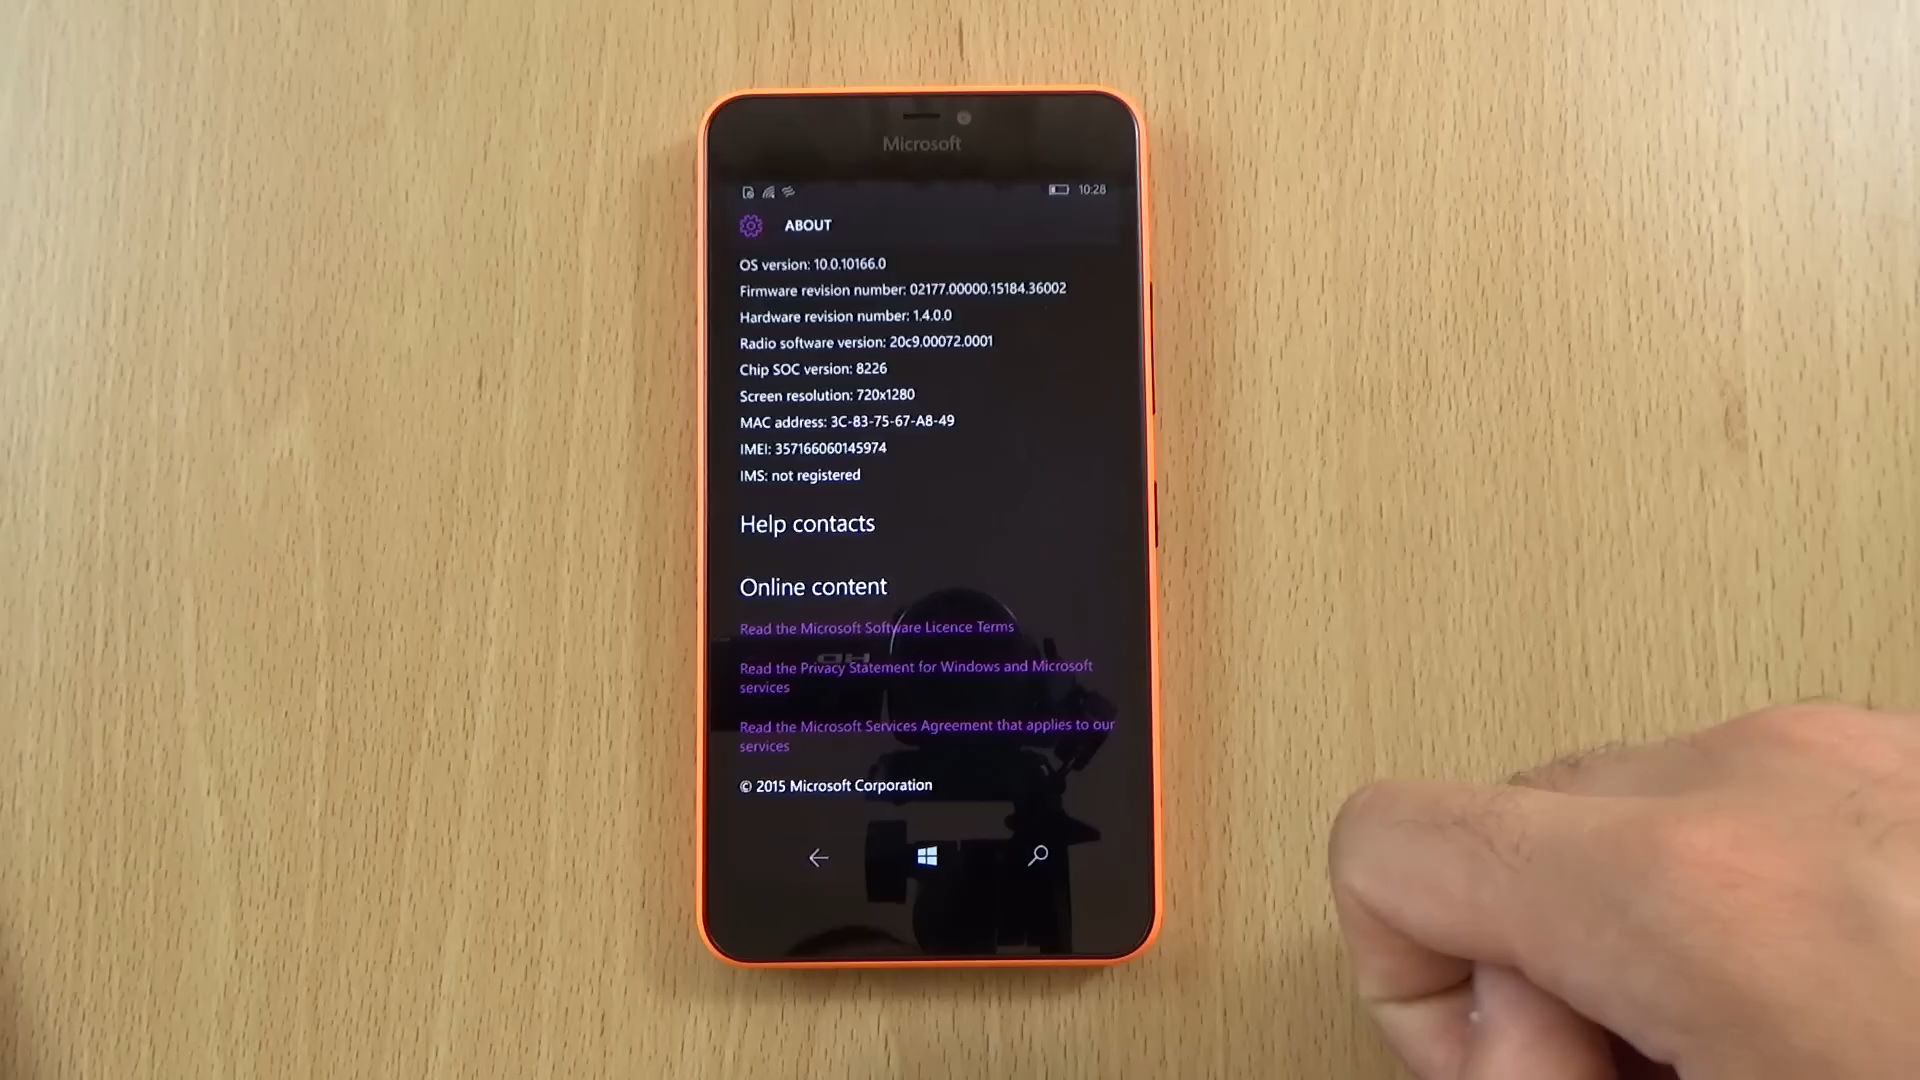 Microsoft
10:28
ABOUT
OS version: 10.0.10166.0
Firmware revision number: 02177.00000.15184.36002
Hardware revision number: 1.4.0.0
Radio software version: 20c9.00072.0001
Chip SOC version: 8226
Screen resolution: 720x1280
MAC address: 3C-83-75-67-A8-49
IMEI: 357166060145974
IMS: not registered
Help contacts
Online content
Read the Microsoft Software Licence Terms
Read the Privacy Statement for Windows and Microsoft
services
Read the Microsoft Services Agreement that applies to our
services
© 2015 Microsoft Corporation